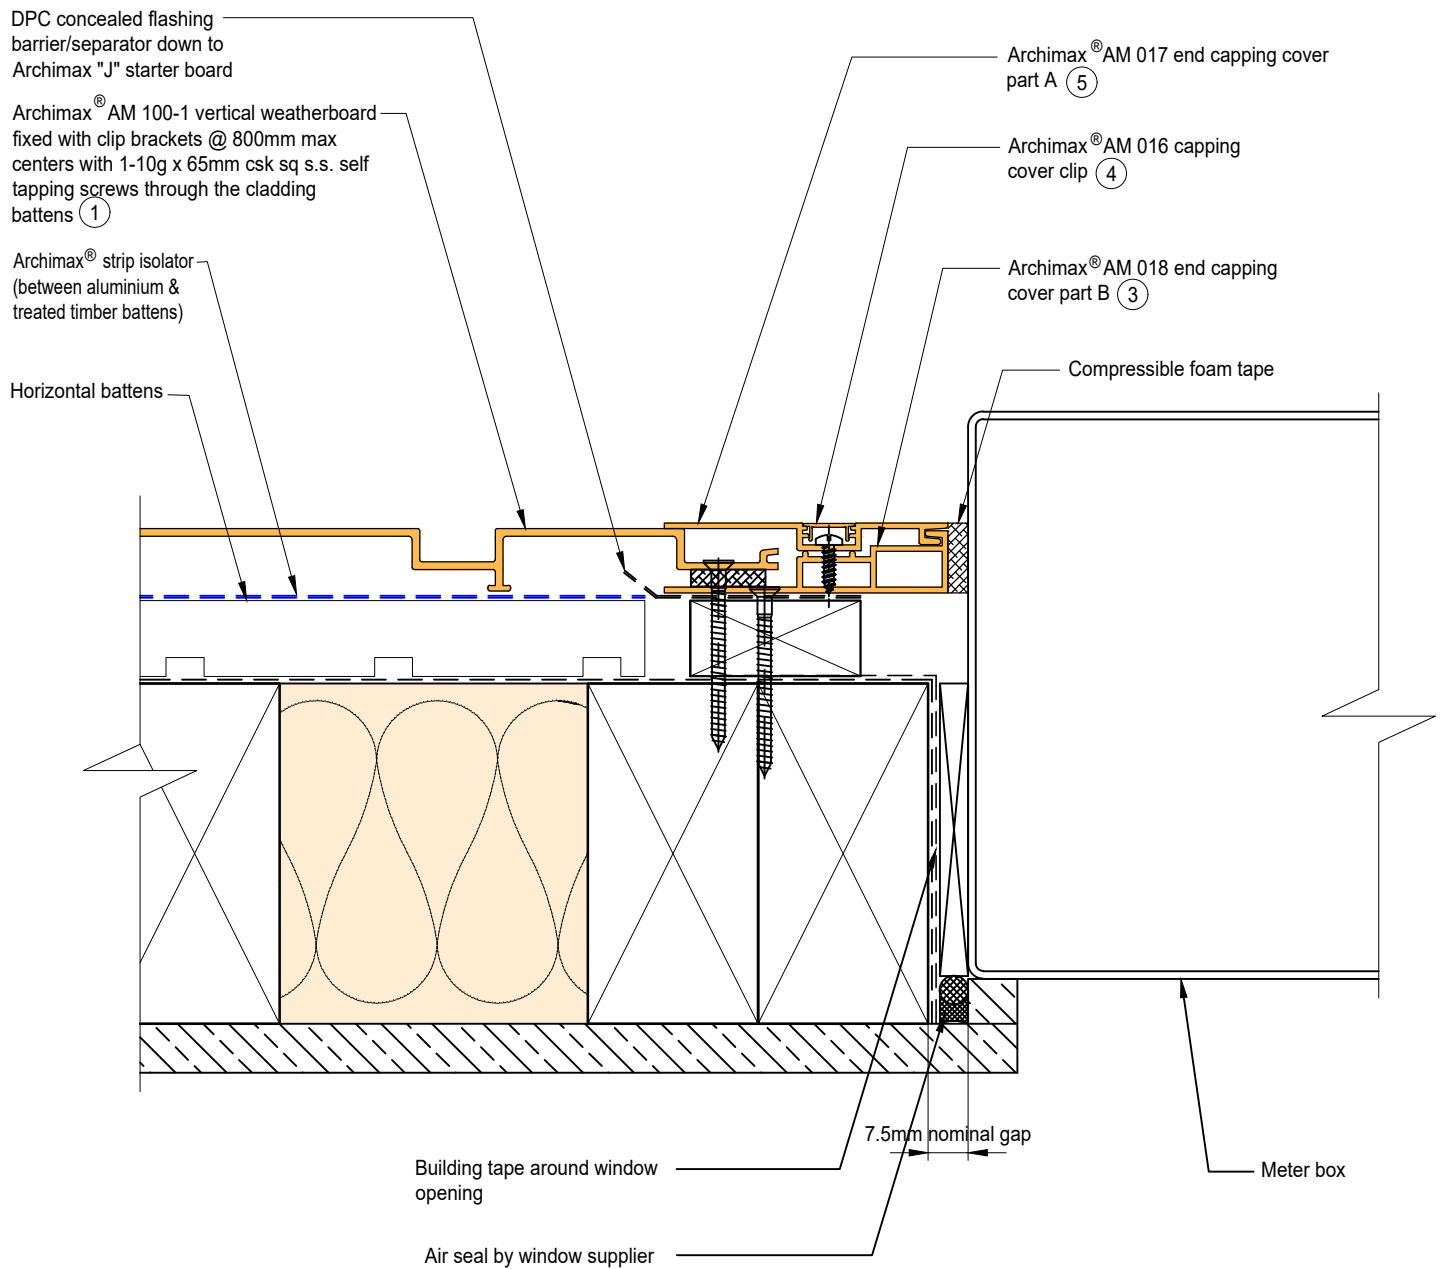 DPC concealed flashing
barrier/separator down to
Archimax "J" starter board
Archimax® AM 100-1 vertical weatherboard
fixed with clip brackets @ 800mm max
centers with 1-10g x 65mm csk sq s.s. self
tapping screws through the cladding
battens 1
Archimax® strip isolator
(between aluminium &
treated timber battens)
Horizontal battens
Archimax® AM 017 end capping cover
part A 5
Archimax® AM 016 capping
cover clip 4
Archimax® AM 018 end capping
cover part B 3
Compressible foam tape
7.5mm nominal gap
Building tape around window
opening
Meter box
Air seal by window supplier